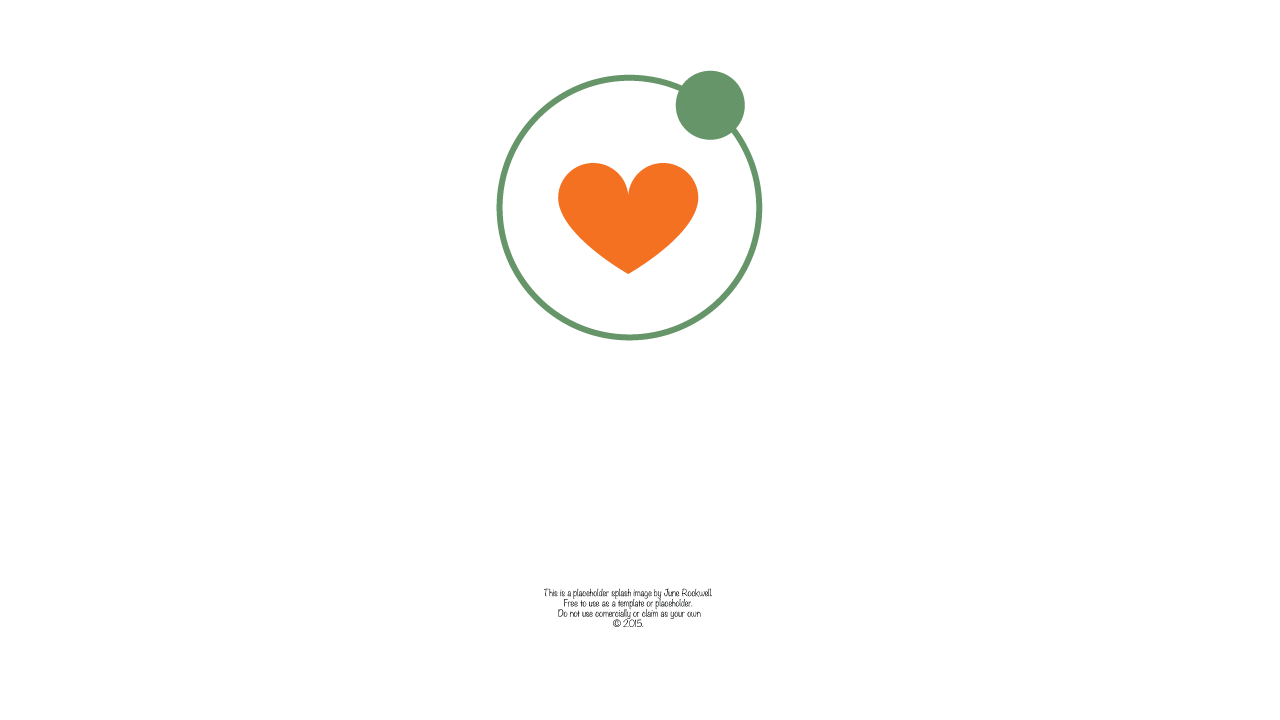 This is a placeholder splash image by June Rockwell.
Free to use as a template or placeholder.
Do not use comercially or claim as your own
© 2015.